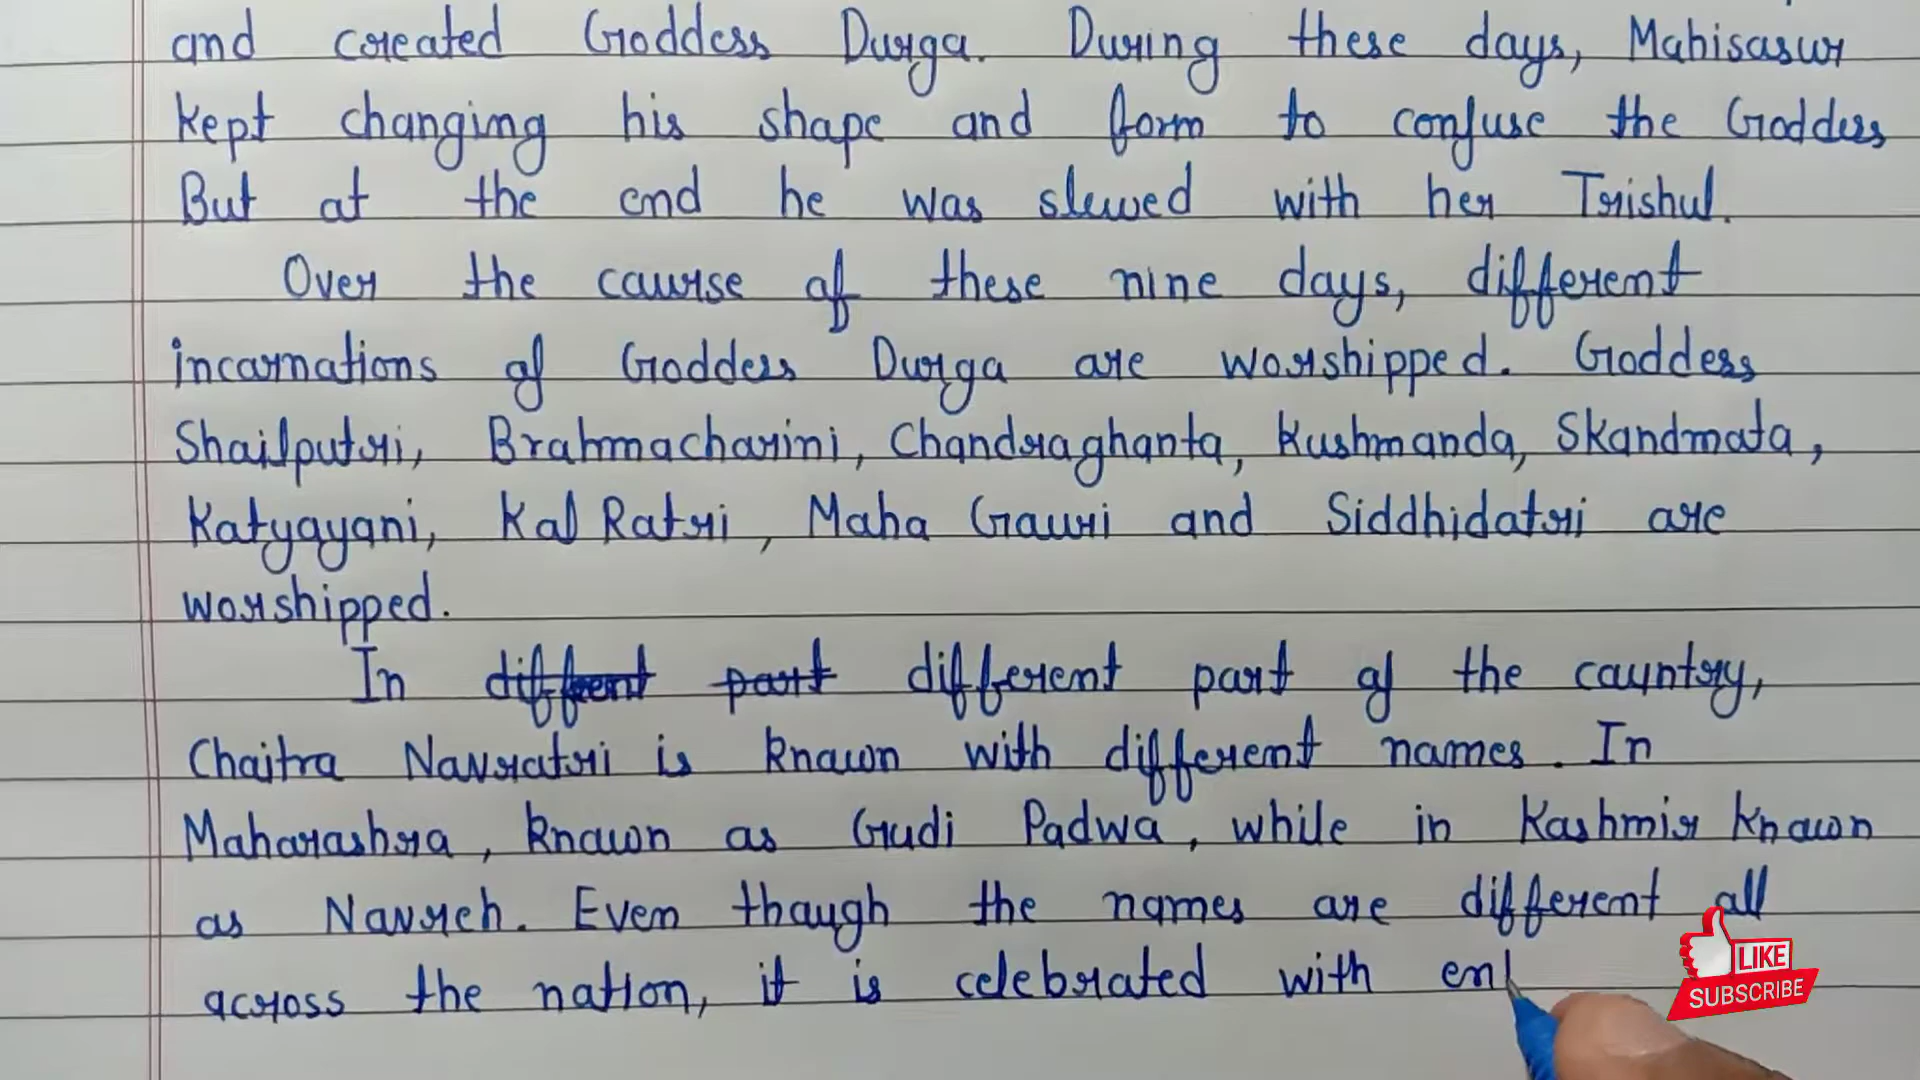 and created Goddess Durga. During these days, Mahisasur
kept changing his shape and form to confuse the Goddess
But at the end he was slewed with her Trishul.
Over the course of these nine days, different
incarnations of Goddess Durga are worshipped. Goddess
Shailputri, Brahmacharini, Chandraghanta, Kushmanda, Skandmata,
Katyayani, Kal Ratri, Maha Gauri and Siddhidatri are
worshipped.
In different part different part of the country,
Chaitra Navratri is known with different names. In
Maharashra, known as Gudi Padwa, while in Kashmir known
as Navreh. Even though the names are different all
across the nation, it is celebrated with en
LIKE
SUBSCRIBE